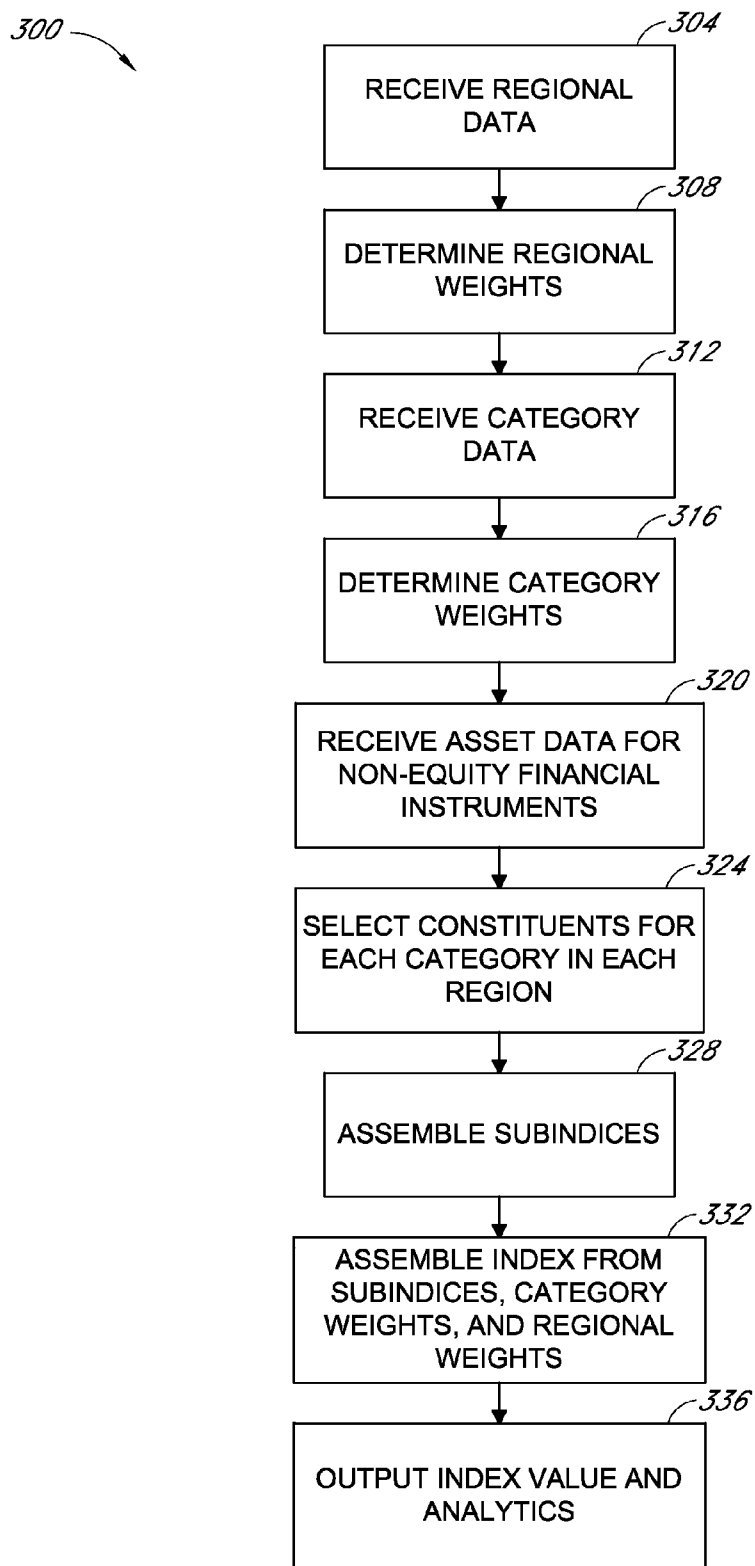 300
304
RECEIVE REGIONAL
DATA
308
DETERMINE REGIONAL
WEIGHTS
312
RECEIVE CATEGORY
DATA
316
DETERMINE CATEGORY
WEIGHTS
320
RECEIVE ASSET DATA FOR
NON-EQUITY FINANCIAL
INSTRUMENTS
324
SELECT CONSTITUENTS FOR
EACH CATEGORY IN EACH
REGION
328
ASSEMBLE SUBINDICES
332
ASSEMBLE INDEX FROM
SUBINDICES, CATEGORY
WEIGHTS, AND REGIONAL
WEIGHTS
336
OUTPUT INDEX VALUE AND
ANALYTICS